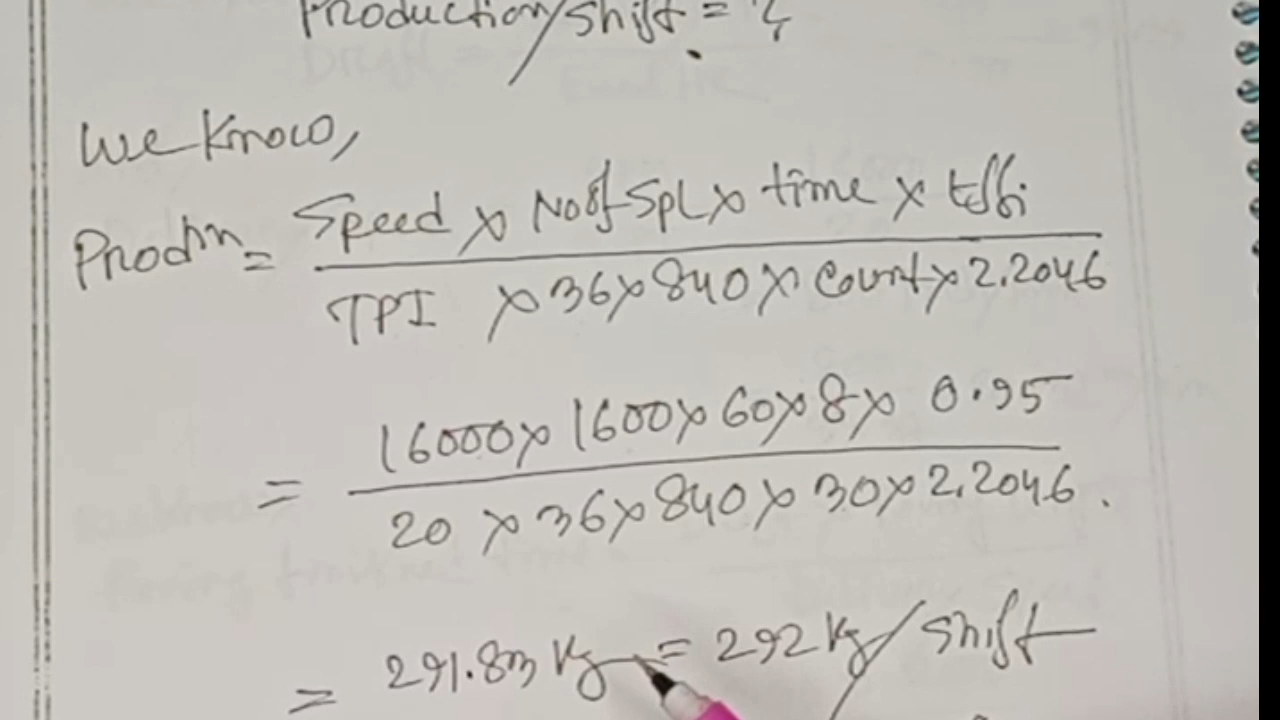 Production/Shift = ?
We know,
Prodⁿn = Speed x No of Spl x time x Effi
TPI x 36 x 840 x Count x 2.2046
= 16000 x 1600 x 60 x 8 x 0.95
20 x 36 x 840 x 30 x 2.2046.
= 291.83 Kg = 292 Kg/Shift